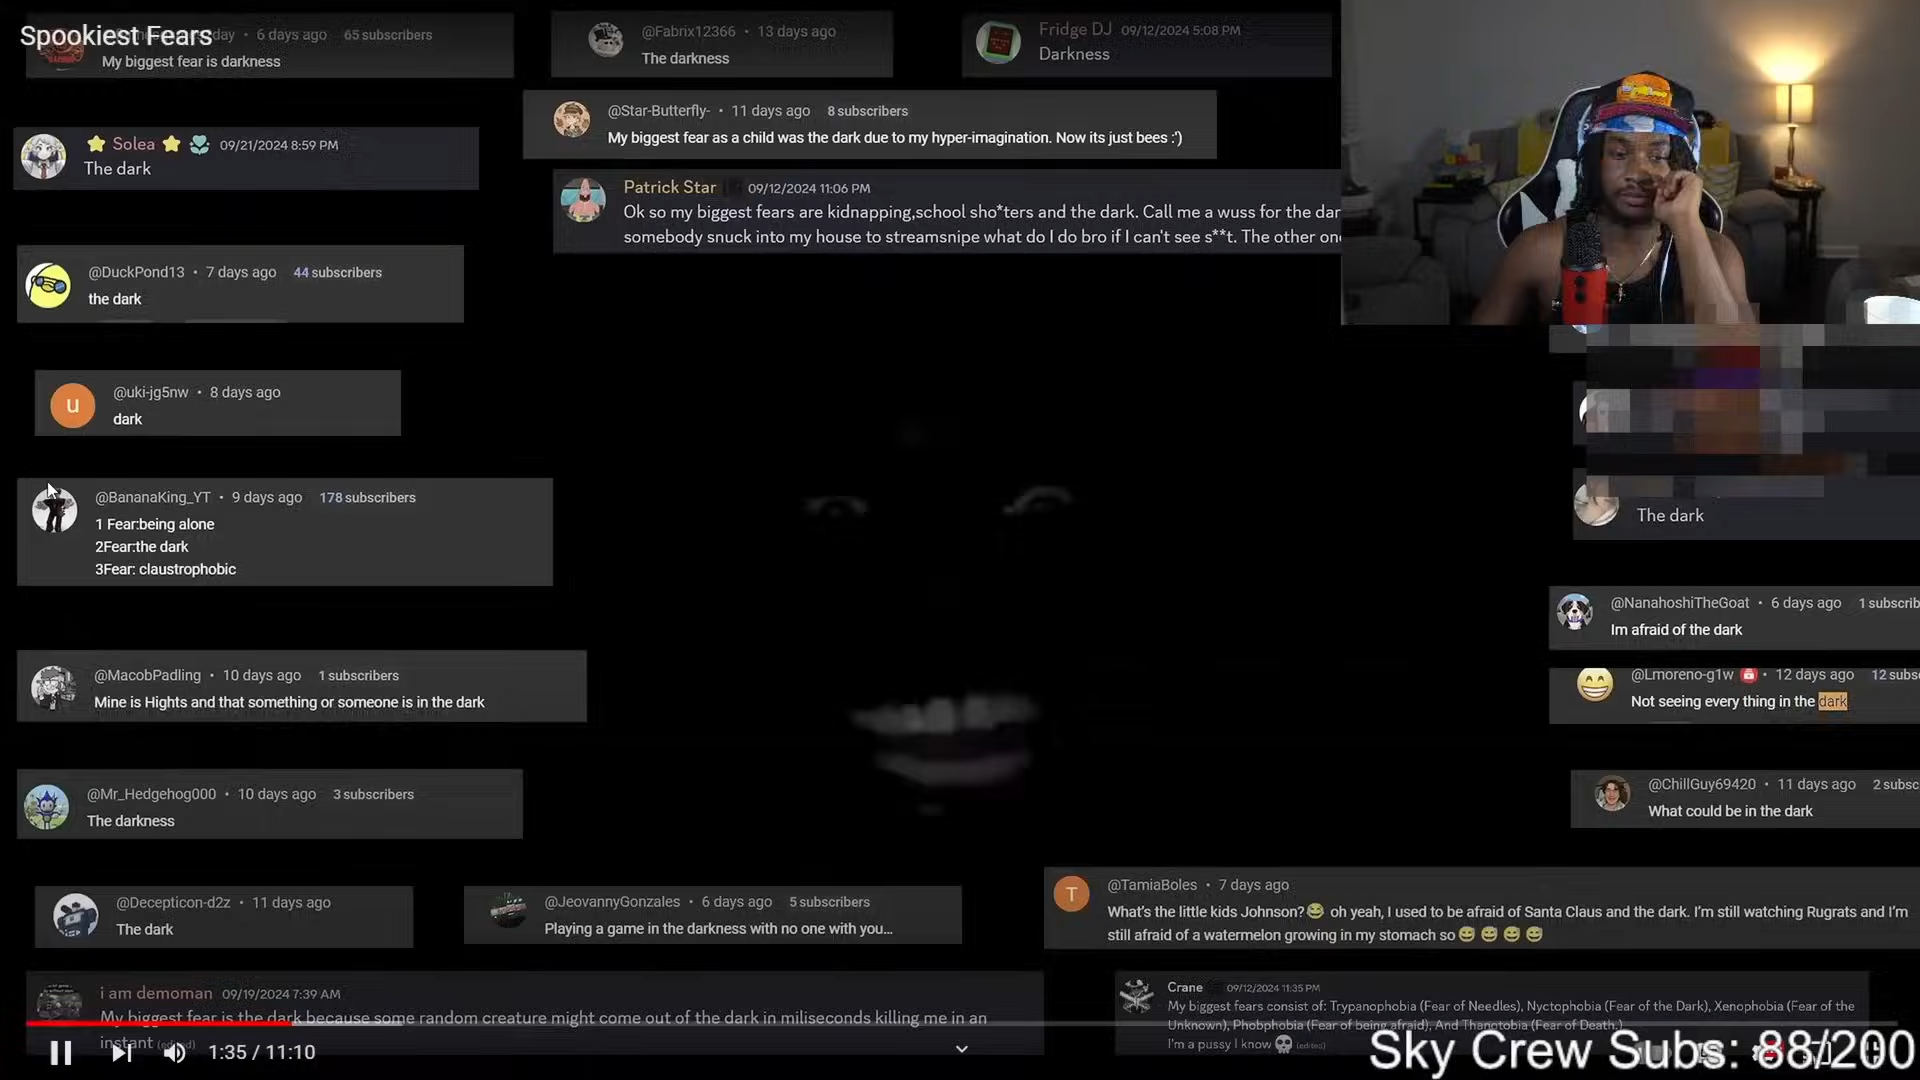 Spookiest Fears
day • 6 days ago 65 subscribers
My biggest fear is darkness
@Fabrix12366 • 13 days ago
The darkness
Fridge DJ 09/12/2024 5:08 PM
Darkness
@Star-Butterfly- • 11 days ago 8 subscribers
My biggest fear as a child was the dark due to my hyper-imagination. Now its just bees :')
Solea 09/21/2024 8:59 PM
The dark
Patrick Star 09/12/2024 11:06 PM
Ok so my biggest fears are kidnapping,school sho*ters and the dark. Call me a wuss for the dar
somebody snuck into my house to streamsnipe what do I do bro if I can't see s**t. The other one
@DuckPond13 • 7 days ago 44 subscribers
the dark
u
@uki-jg5nw • 8 days ago
dark
@BananaKing_YT • 9 days ago 178 subscribers
1 Fear:being alone
2Fear:the dark
3Fear: claustrophobic
The dark
@NanahoshiTheGoat • 6 days ago 1 subscrib
Im afraid of the dark
@MacobPadling • 10 days ago 1 subscribers
Mine is Hights and that something or someone is in the dark
@Lmoreno-g1w • 12 days ago 12 subs
Not seeing every thing in the dark
@Mr_Hedgehog000 • 10 days ago 3 subscribers
The darkness
@ChillGuy69420 • 11 days ago 2 subsc
What could be in the dark
@Decepticon-d2z • 11 days ago
The dark
@JeovannyGonzales • 6 days ago 5 subscribers
Playing a game in the darkness with no one with you...
T
@TamiaBoles • 7 days ago
What's the little kids Johnson?😂 oh yeah, I used to be afraid of Santa Claus and the dark. I'm still watching Rugrats and I'm
still afraid of a watermelon growing in my stomach so 😅 😅 😅 😅
i am demoman 09/19/2024 7:39 AM
My biggest fear is the dark because some random creature might come out of the dark in miliseconds killing me in an
instant (edited)
Crane 09/12/2024 11:35 PM
My biggest fears consist of: Trypanophobia (Fear of Needles), Nyctophobia (Fear of the Dark), Xenophobia (Fear of the
Unknown), Phobphobia (Fear of being afraid), And Thanotobia (Fear of Death.)
I'm a pussy I know 💀 (edited)
1:35 / 11:10
Sky Crew Subs: 88/200